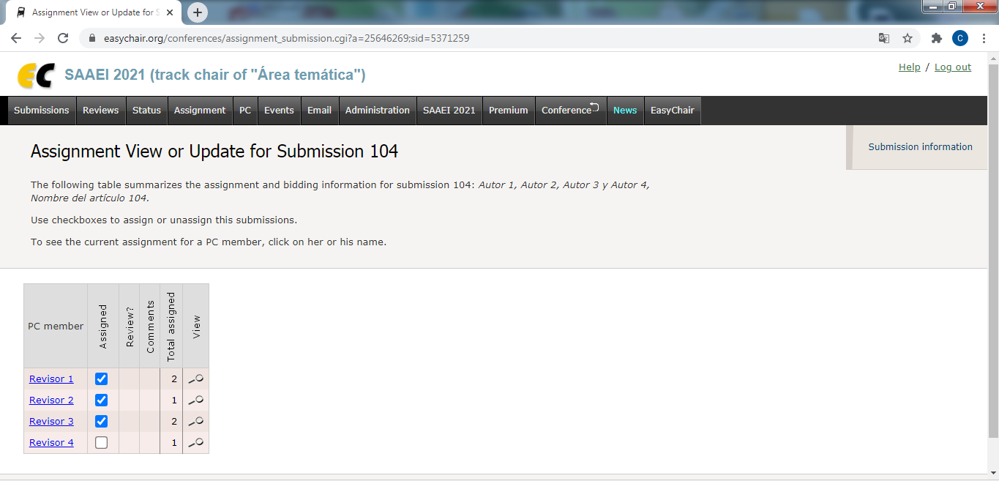 Assignment View or Update for S
easychair.org/conferences/assignment_submission.cgi?a=25646269;sid=5371259
C
EC
SAAEI 2021 (track chair of "Área temática")
Help / Log out
Submissions Reviews Status Assignment PC Events Email Administration SAAEI 2021 Premium Conference News EasyChair
Assignment View or Update for Submission 104
Submission information
The following table summarizes the assignment and bidding information for submission 104: Autor 1, Autor 2, Autor 3 y Autor 4,
Nombre del artículo 104.
Use checkboxes to assign or unassign this submissions.
To see the current assignment for a PC member, click on her or his name.
PC member Assigned Review? Comments Total assigned View
Revisor 1 2
Revisor 2 1
Revisor 3 2
Revisor 4 1